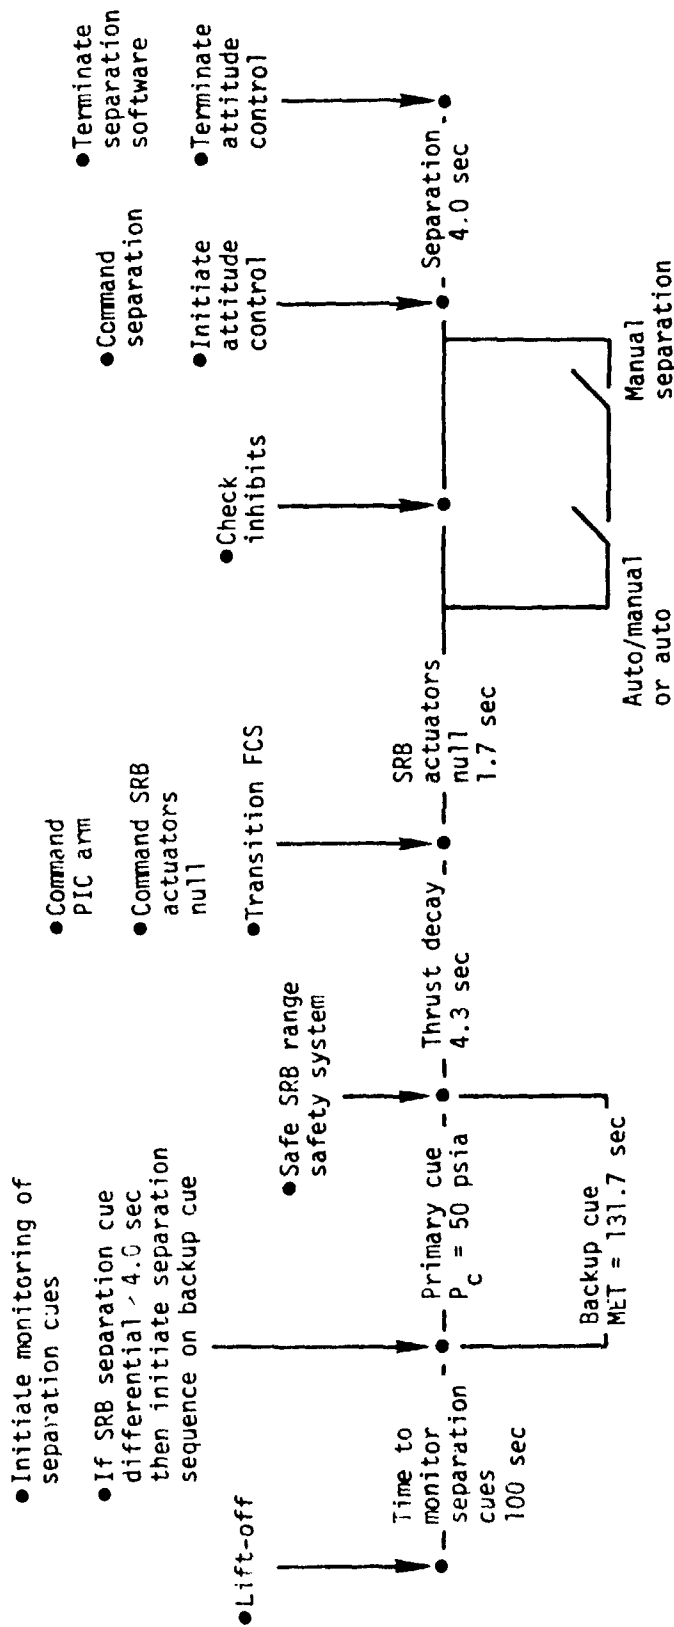 ●Initiate monitoring of
separation cues
●If SRB separation cue
differential > 4.0 sec
then initiate separation
sequence on backup cue
●Lift-off
Time to
monitor
separation
cues
100 sec
Primary cue
PC = 50 psia
Backup cue
MET = 131.7 sec
●Safe SRB range
safety system
Thrust decay
4.3 sec
●Command
PIC arm
●Command SRB
actuators
null
●Transition FCS
SRB
actuators
null
1.7 sec
●Check
inhibits
Auto/manual
or auto
Manual
separation
●Command
separation
●Initiate
attitude
control
Separation
4.0 sec
●Terminate
separation
software
●Terminate
attitude
control